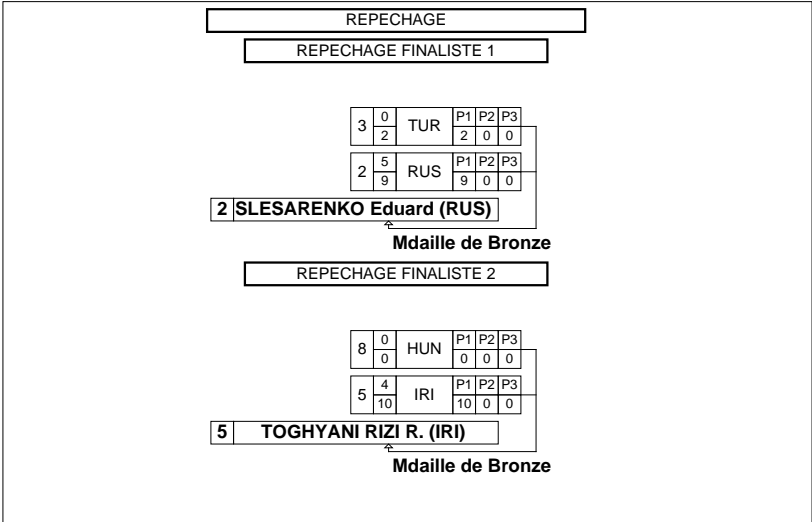 REPECHAGE
REPECHAGE FINALISTE 1
3 0 TUR P1 P2 P3
2 2 0 0
2 5 RUS P1 P2 P3
9 9 0 0
2 SLESARENKO Eduard (RUS)
Mdaille de Bronze
REPECHAGE FINALISTE 2
8 0 HUN P1 P2 P3
0 0 0 0
5 4 IRI P1 P2 P3
10 10 0 0
5 TOGHYANI RIZI R. (IRI)
Mdaille de Bronze